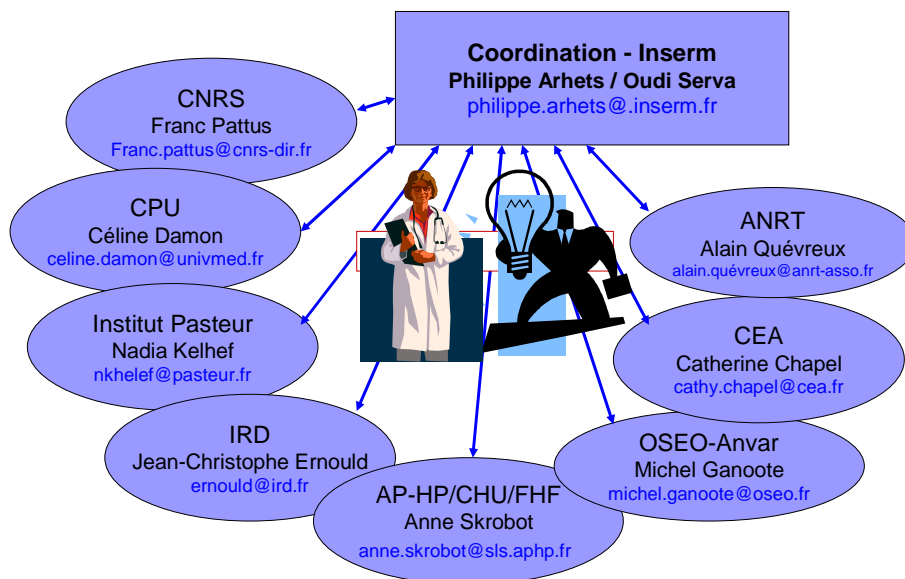 Coordination - Inserm
Philippe Arhets / Oudi Serva
philippe.arhets@.inserm.fr
CNRS
Franc Pattus
Franc.pattus@cnrs-dir.fr
CPU
Céline Damon
celine.damon@univmed.fr
Institut Pasteur
Nadia Kelhef
nkhelef@pasteur.fr
IRD
Jean-Christophe Ernould
ernould@ird.fr
AP-HP/CHU/FHF
Anne Skrobot
anne.skrobot@sls.aphp.fr
OSEO-Anvar
Michel Ganoote
michel.ganoote@oseo.fr
CEA
Catherine Chapel
cathy.chapel@cea.fr
ANRT
Alain Quévreux
alain.quévreux@anrt-asso.fr